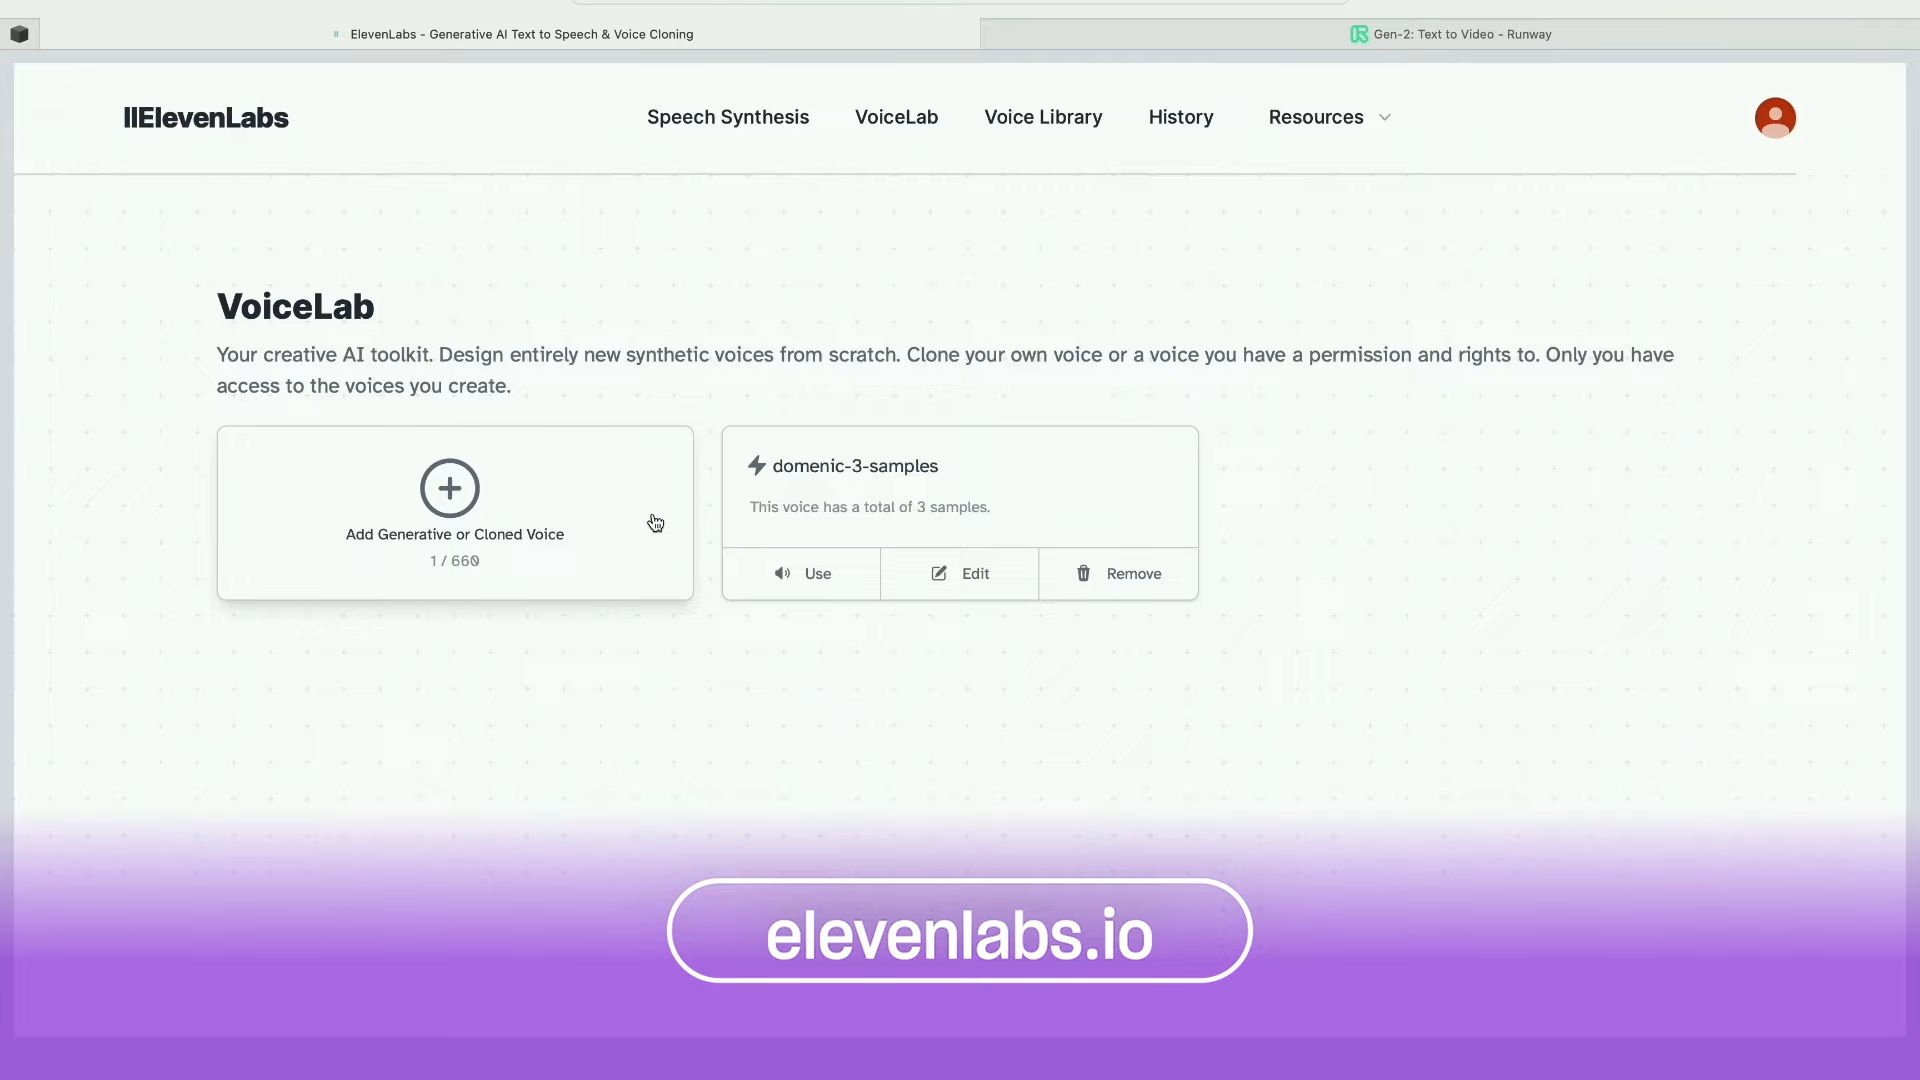 ElevenLabs - Generative AI Text to Speech & Voice Cloning
Gen-2: Text to Video - Runway
IIElevenLabs
Speech Synthesis
VoiceLab
Voice Library
History
Resources
VoiceLab
Your creative AI toolkit. Design entirely new synthetic voices from scratch. Clone your own voice or a voice you have a permission and rights to. Only you have
access to the voices you create.
Add Generative or Cloned Voice
1 / 660
domenic-3-samples
This voice has a total of 3 samples.
Use
Edit
Remove
elevenlabs.io